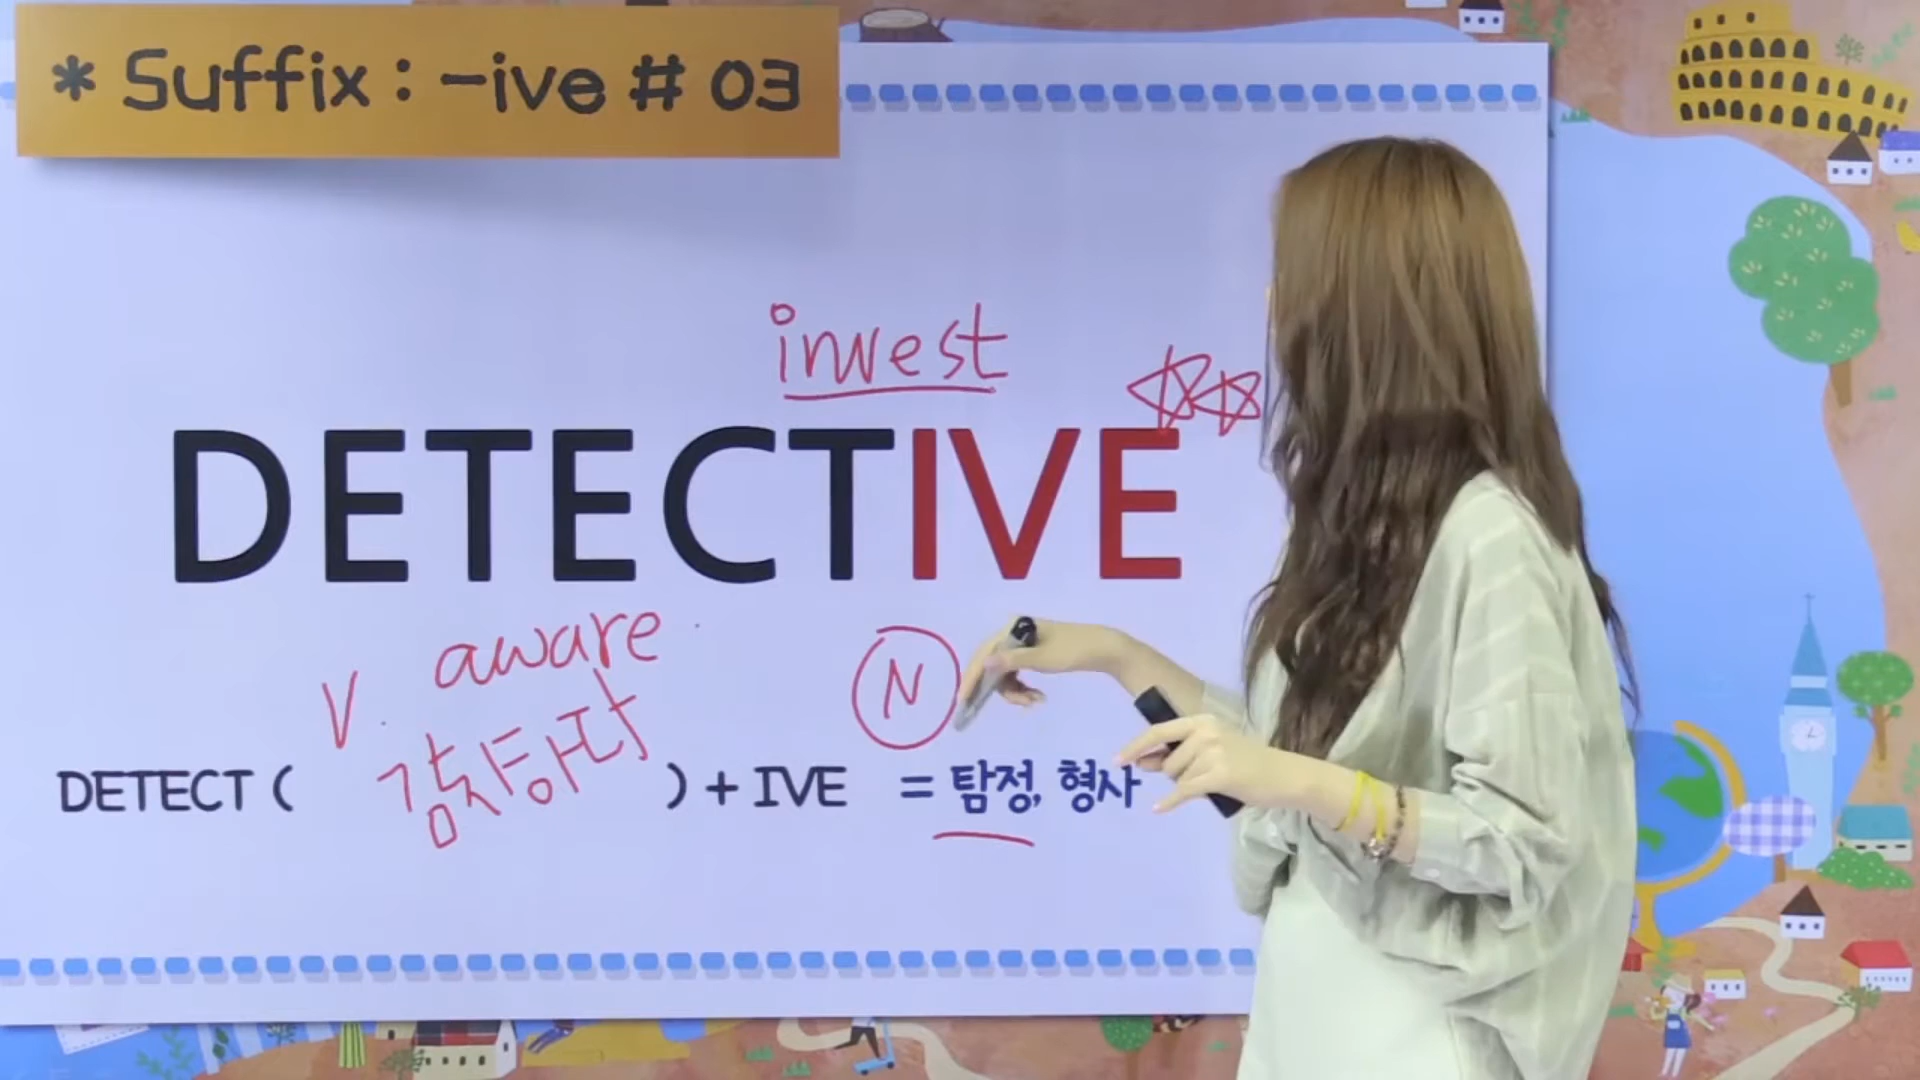 * Suffix : -ive # 03
invest
DETECTIVE
aware
V. 감지하다
N
DETECT ( ) + IVE = 탐정, 형사